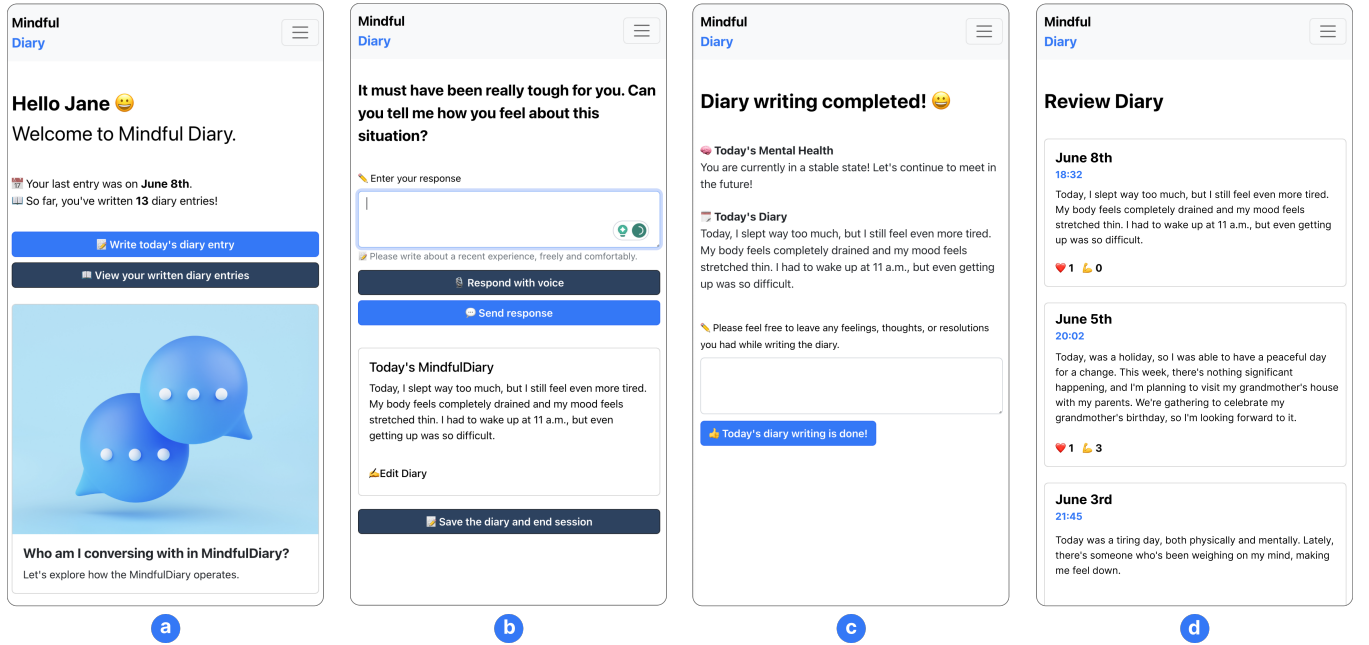 Mindful
Diary
Hello Jane 😀
Welcome to Mindful Diary.
📅 Your last entry was on June 8th.
📖 So far, you've written 13 diary entries!
📝 Write today's diary entry
📖 View your written diary entries
Who am I conversing with in MindfulDiary?
Let's explore how the MindfulDiary operates.
a
Mindful
Diary
It must have been really tough for you. Can
you tell me how you feel about this
situation?
✏️ Enter your response
📝 Please write about a recent experience, freely and comfortably.
🎙️ Respond with voice
💬 Send response
Today's MindfulDiary
Today, I slept way too much, but I still feel even more tired.
My body feels completely drained and my mood feels
stretched thin. I had to wake up at 11 a.m., but even
getting up was so difficult.
✍️Edit Diary
📝 Save the diary and end session
b
Mindful
Diary
Diary writing completed! 😀
🧠 Today's Mental Health
You are currently in a stable state! Let's continue to meet in
the future!
🗒️ Today's Diary
Today, I slept way too much, but I still feel even more tired.
My body feels completely drained and my mood feels
stretched thin. I had to wake up at 11 a.m., but even getting
up was so difficult.
✏️ Please feel free to leave any feelings, thoughts, or resolutions
you had while writing the diary.
👍 Today's diary writing is done!
c
Mindful
Diary
Review Diary
June 8th
18:32
Today, I slept way too much, but I still feel even more tired.
My body feels completely drained and my mood feels
stretched thin. I had to wake up at 11 a.m., but even getting
up was so difficult.
❤️ 1 💪 0
June 5th
20:02
Today, was a holiday, so I was able to have a peaceful day
for a change. This week, there's nothing significant
happening, and I'm planning to visit my grandmother's house
with my parents. We're gathering to celebrate my
grandmother's birthday, so I'm looking forward to it.
❤️ 1 💪 3
June 3rd
21:45
Today was a tiring day, both physically and mentally. Lately,
there's someone who's been weighing on my mind, making
me feel down.
d